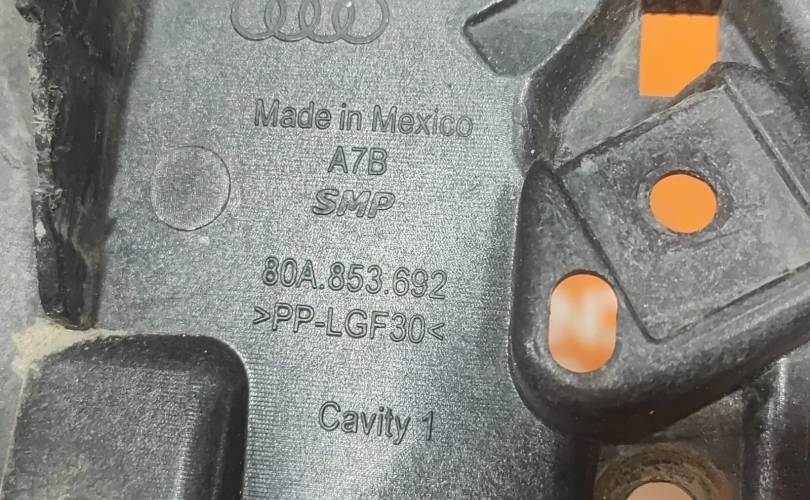 Made in Mexico
A7B
SMP
80A.853.692
>PP-LGF30<
Cavity 1